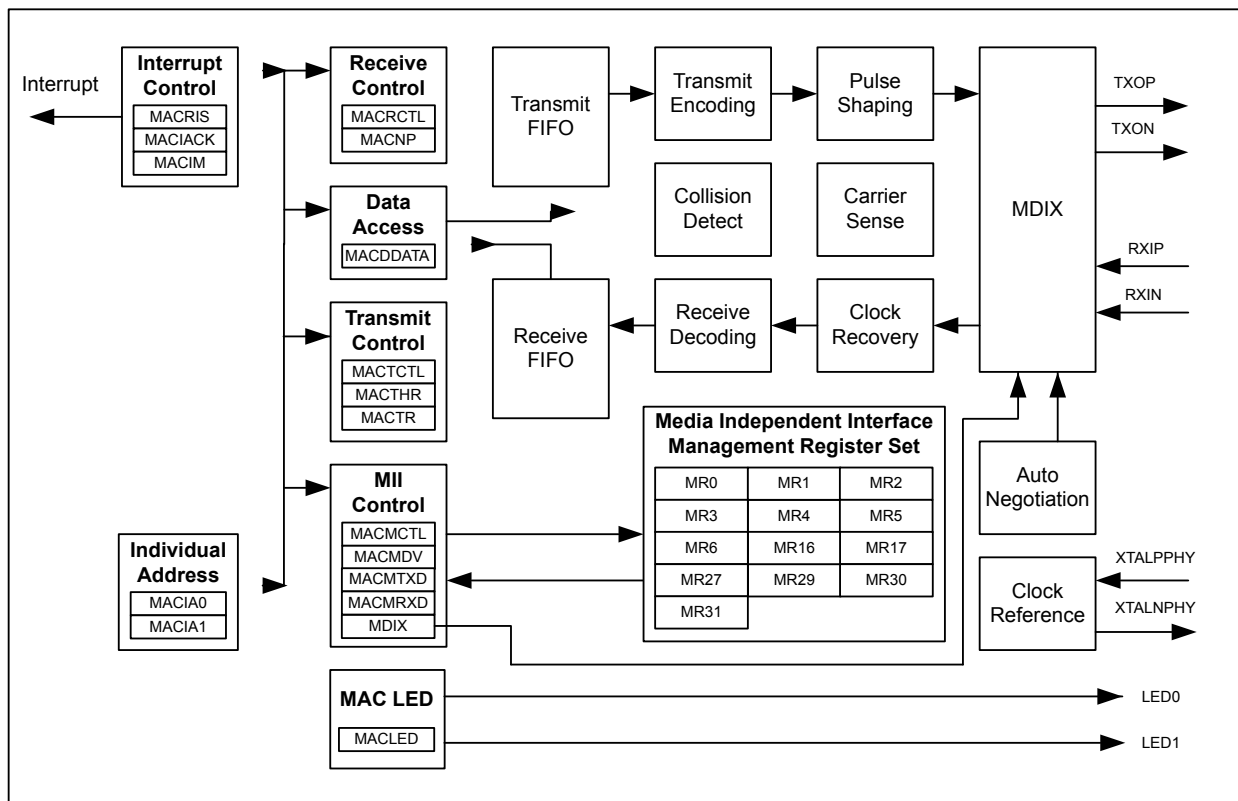 Interrupt
Interrupt
Control
MACRIS
MACIACK
MACIM
Receive
Control
MACRCTL
MACNP
Data
Access
MACDDATA
Transmit
Control
MACTCTL
MACTHR
MACTR
MII
Control
MACMCTL
MACMDV
MACMTXD
MACMRXD
MDIX
Individual
Address
MACIA0
MACIA1
MAC LED
MACLED
Transmit
FIFO
Transmit
Encoding
Pulse
Shaping
Collision
Detect
Carrier
Sense
Receive
FIFO
Receive
Decoding
Clock
Recovery
MDIX
TXOP
TXON
RXIP
RXIN
Media Independent Interface
Management Register Set
MR0 MR1 MR2
MR3 MR4 MR5
MR6 MR16 MR17
MR27 MR29 MR30
MR31
Auto
Negotiation
Clock
Reference
XTALPPHY
XTALNPHY
LED0
LED1